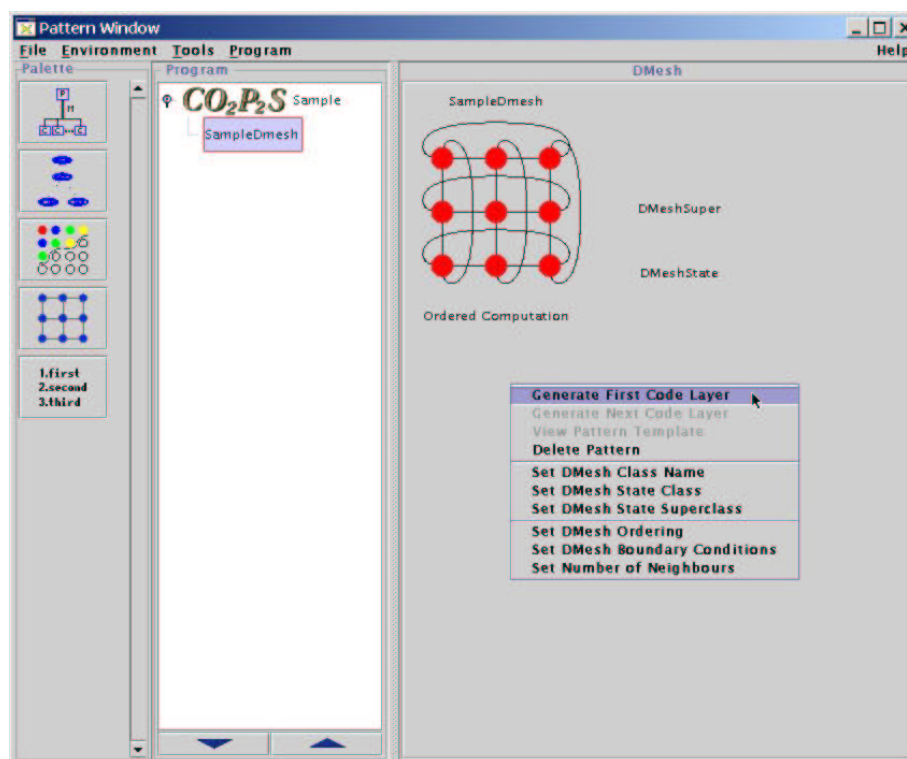 Pattern Window
File Environment Tools Program Help
Palette
Program
DMesh
P
M
C C ... C
1.first
2.second
3.third
CO2P2S Sample
SampleDmesh
SampleDmesh
DMeshSuper
DMeshState
Ordered Computation
Generate First Code Layer
Generate Next Code Layer
View Pattern Template
Delete Pattern
Set DMesh Class Name
Set DMesh State Class
Set DMesh State Superclass
Set DMesh Ordering
Set DMesh Boundary Conditions
Set Number of Neighbours